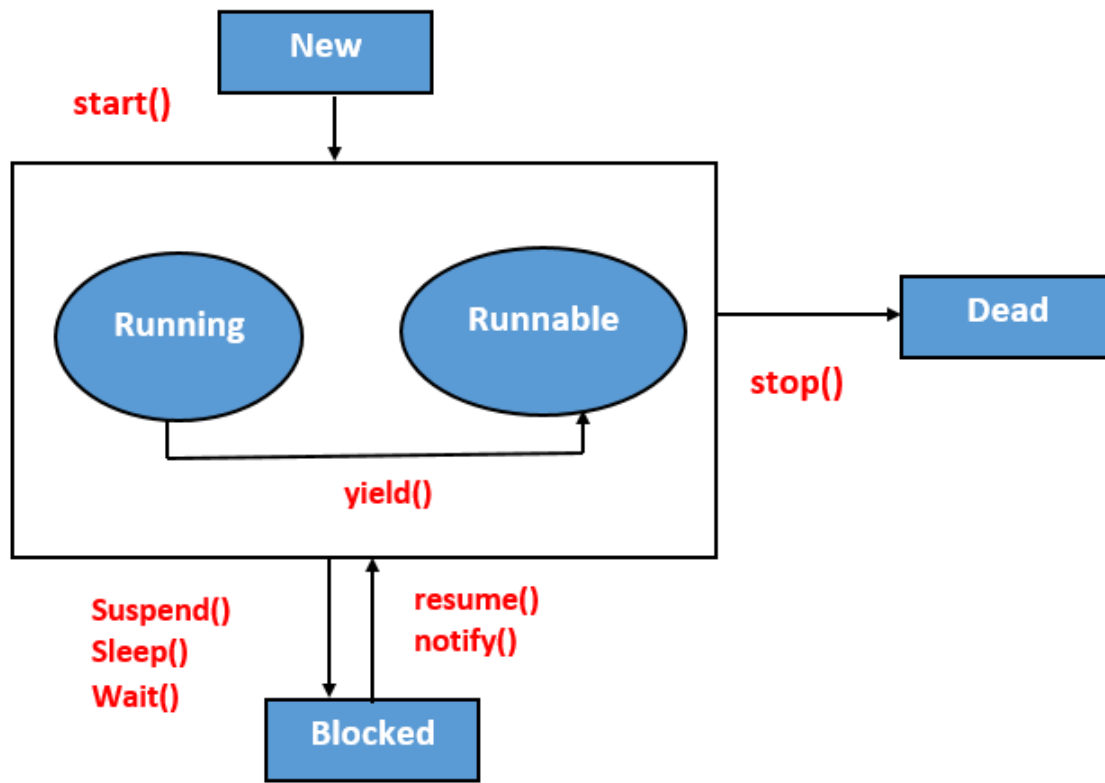 New
start()
Running
Runnable
Dead
stop()
yield()
Suspend()
Sleep()
Wait()
resume()
notify()
Blocked